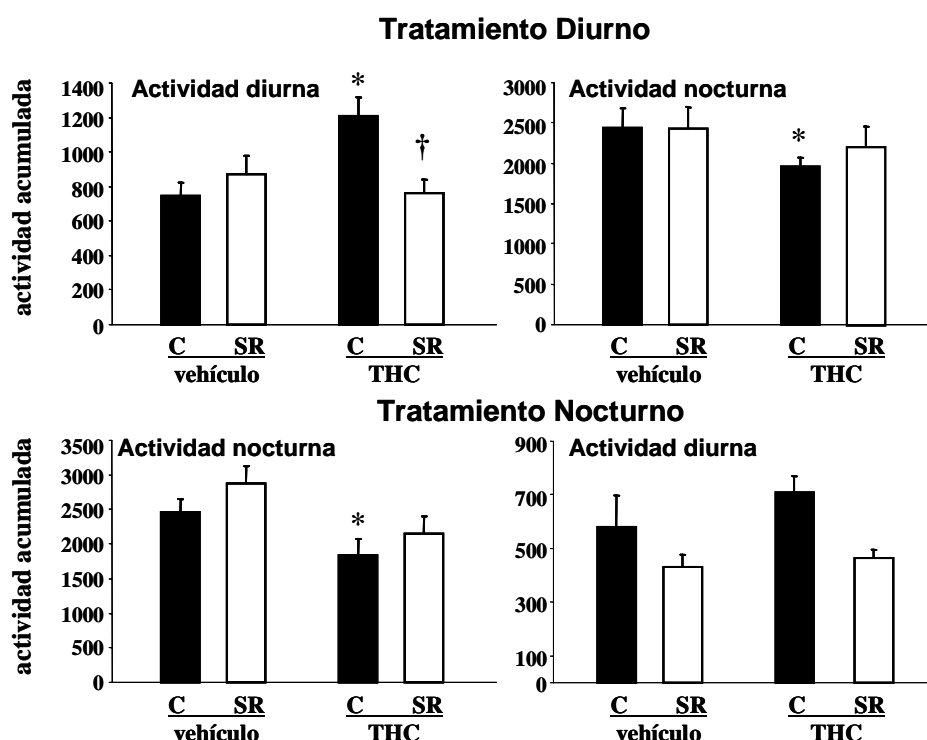 Tratamiento Diurno
actividad acumulada
Actividad diurna
1400
1200
1000
800
600
400
200
0
*
†
C SR C SR
vehículo THC
Actividad nocturna
3000
2500
2000
1500
1000
500
0
*
C SR C SR
vehículo THC
Tratamiento Nocturno
actividad acumulada
Actividad nocturna
3500
3000
2500
2000
1500
1000
500
0
*
C SR C SR
vehículo THC
Actividad diurna
900
700
500
300
100
0
C SR C SR
vehículo THC